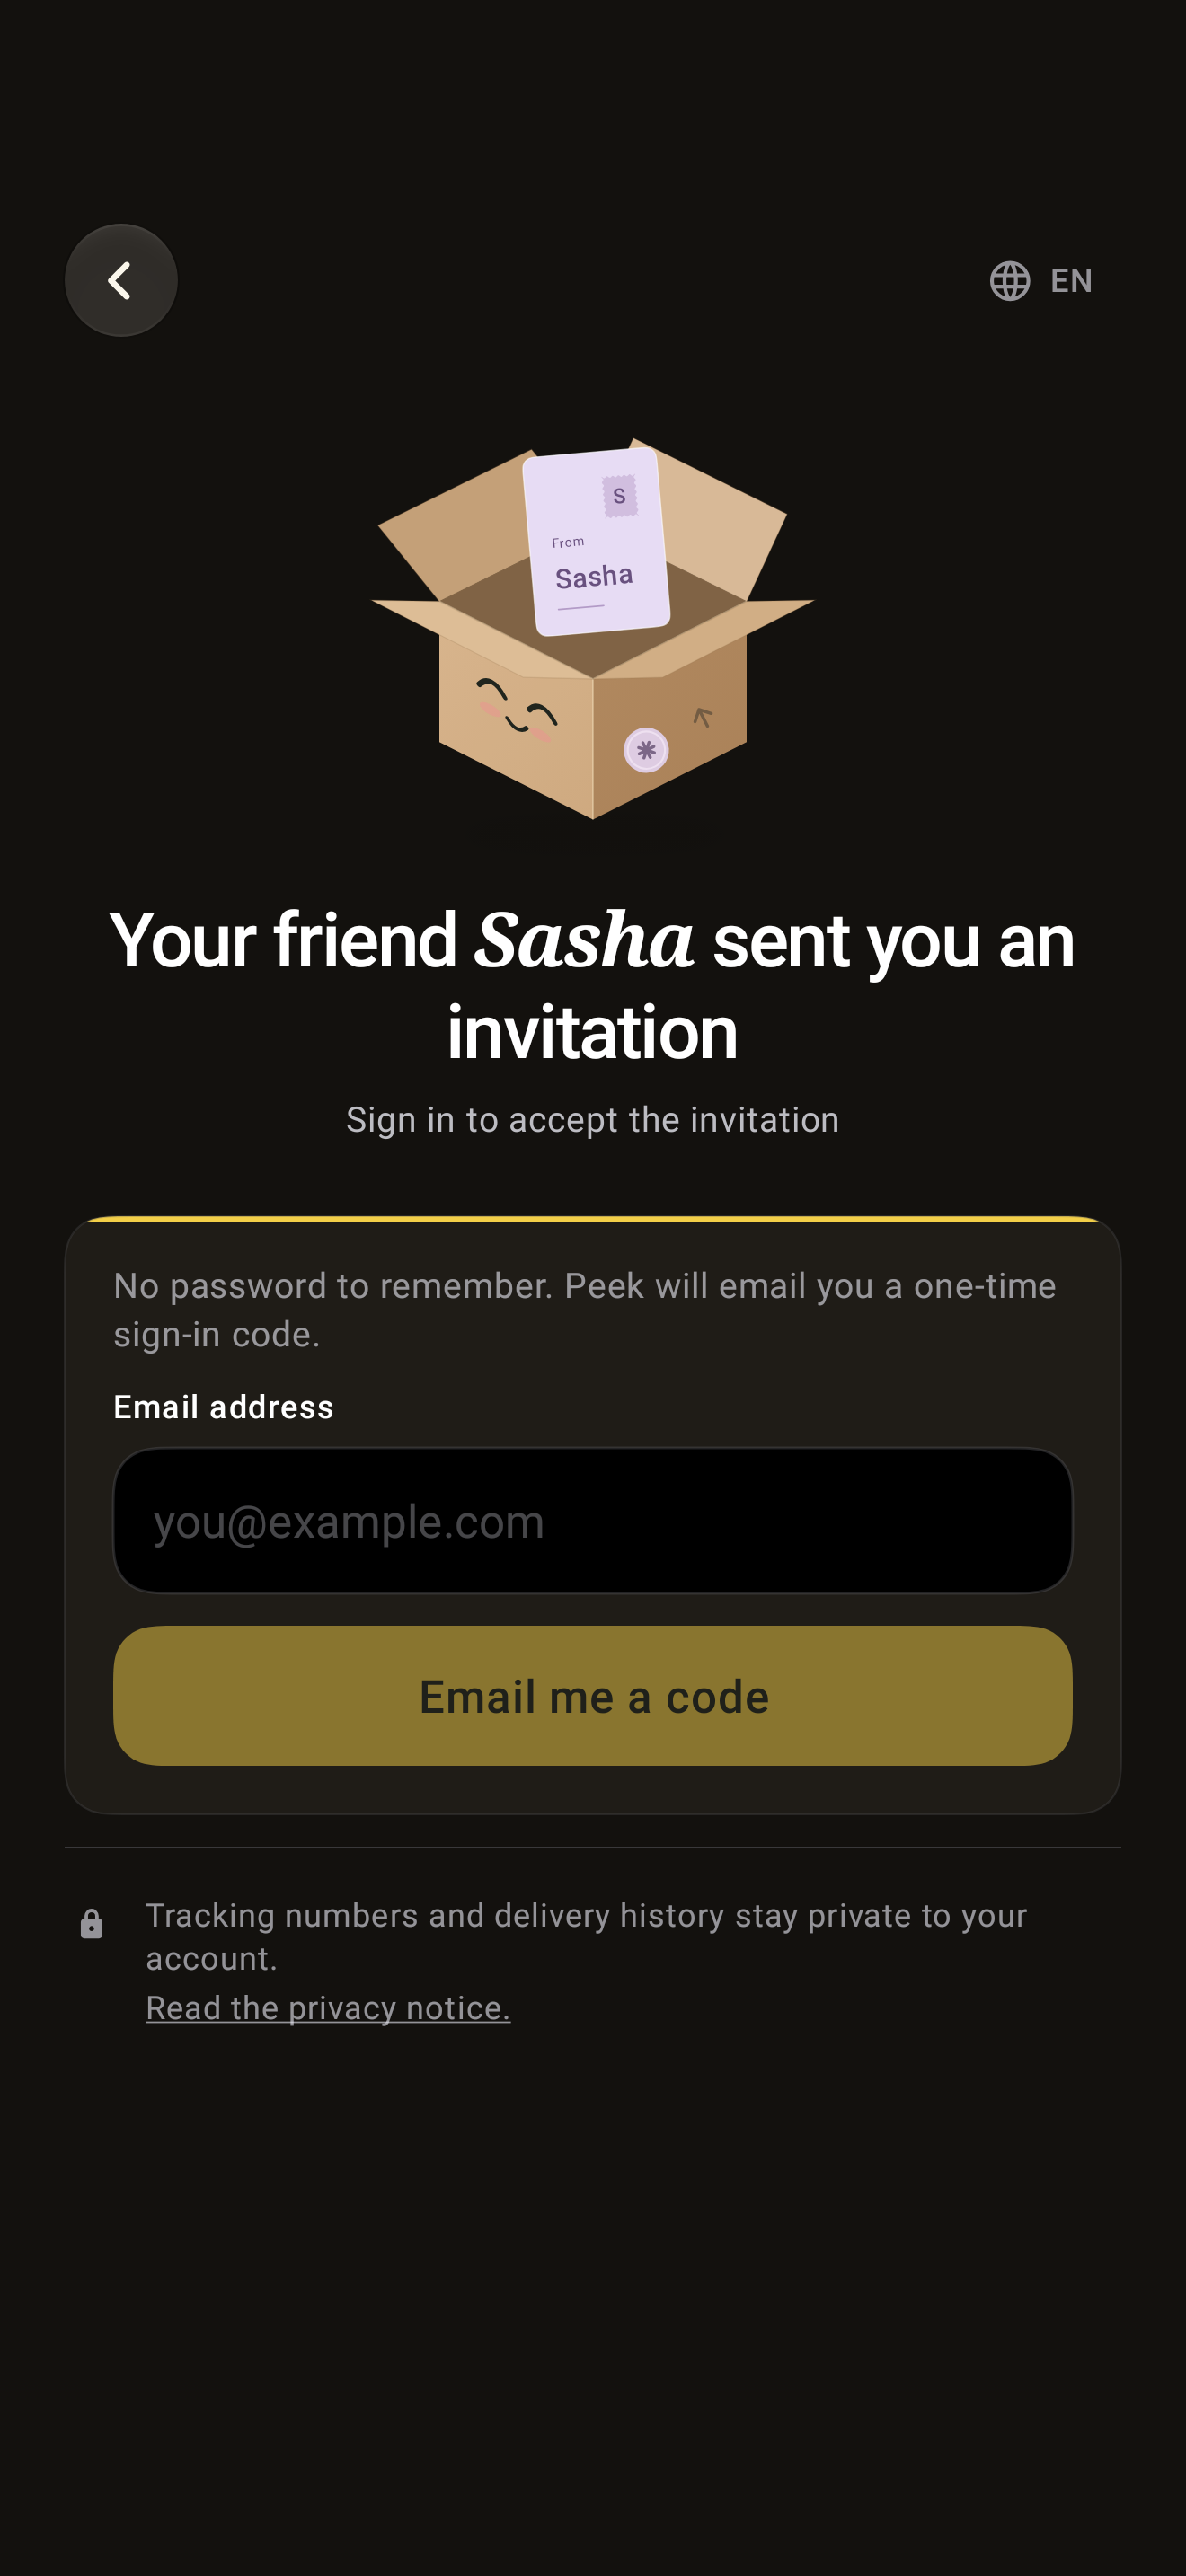 EN
S
From
Sasha
Your friend Sasha sent you an
invitation
Sign in to accept the invitation
No password to remember. Peek will email you a one-time
sign-in code.
Email address
you@example.com
Email me a code
Tracking numbers and delivery history stay private to your
account.
Read the privacy notice.